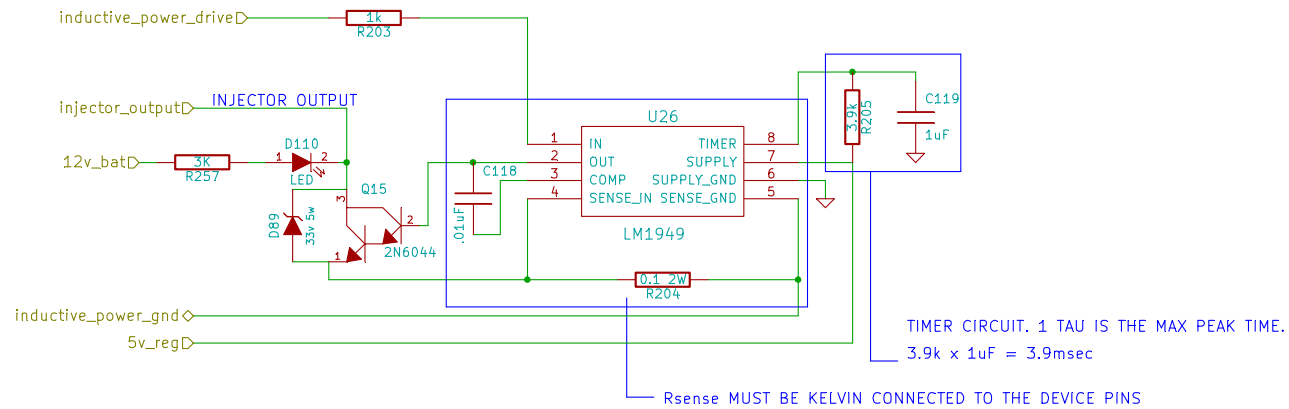 inductive_power_drive
1k
R203
injector_output
INJECTOR OUTPUT
12v_bat
3K
R257
D110
1
2
LED
Q15
3
2
1
2N6044
D89
33v 5w
C118
.01uF
U26
1
2
3
4
IN
OUT
COMP
SENSE_IN
TIMER
SUPPLY
SUPPLY_GND
SENSE_GND
8
7
6
5
LM1949
0.1 2W
R204
3.9k
R205
C119
1uF
inductive_power_gnd
5v_reg
TIMER CIRCUIT. 1 TAU IS THE MAX PEAK TIME.
3.9k x 1uF = 3.9msec
Rsense MUST BE KELVIN CONNECTED TO THE DEVICE PINS